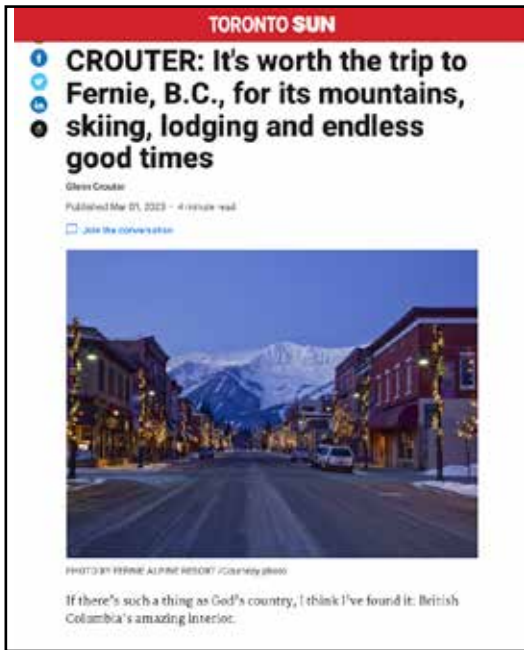 TORONTO SUN
CROUTER: It's worth the trip to
Fernie, B.C., for its mountains,
skiing, lodging and endless
good times
Glenn Crouter
Published Mar 01, 2023 • 4 minute read
Join the conversation
PHOTO BY FERNIE ALPINE RESORT /Courtesy photo
If there's such a thing as God's country, I think I've found it: British
Columbia's amazing interior.